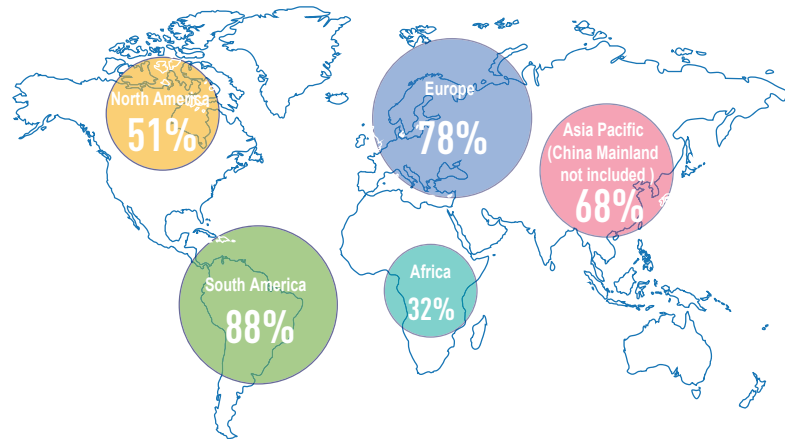 North America
51%
Europe
78%
Asia Pacific
(China Mainland
not included )
68%
South America
88%
Africa
32%